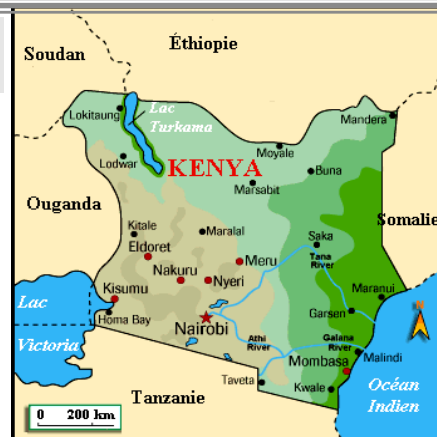 Éthiopie
Soudan
Lac
Turkama
Lokitaung
Mandera
Moyale
Lodwar
KENYA
Buna
Marsabit
Ouganda
Somalie
Kitale
Maralal
Saka
Eldoret
Tana
River
Meru
Nakuru
Nyeri
Kisumu
Maranui
Lac
Homa Bay
Garsen
Nairobi
N
Victoria
Athi
River
Galana
River
Malindi
Mombasa
Taveta
Kwale
Océan
Indien
Tanzanie
0 200 km